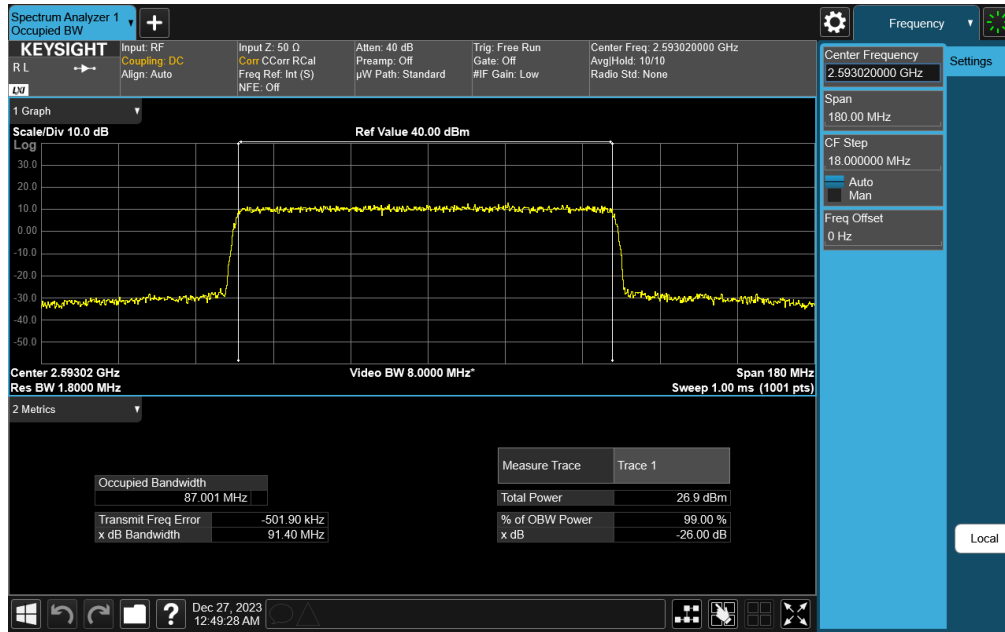 Spectrum Analyzer 1
Occupied BW
Frequency
KEYSIGHT
R L
LXI
Input: RF
Coupling: DC
Align: Auto
Input Z: 50 Ω
Corr CCorr RCal
Freq Ref: Int (S)
NFE: Off
Atten: 40 dB
Preamp: Off
µW Path: Standard
Trig: Free Run
Gate: Off
#IF Gain: Low
Center Freq: 2.593020000 GHz
Avg|Hold: 10/10
Radio Std: None
Center Frequency
2.593020000 GHz
Settings
Span
180.00 MHz
CF Step
18.000000 MHz
Auto
Man
Freq Offset
0 Hz
Local
1 Graph
Scale/Div 10.0 dB
Ref Value 40.00 dBm
Log
30.0
20.0
10.0
0.00
-10.0
-20.0
-30.0
-40.0
-50.0
Center 2.59302 GHz
Video BW 8.0000 MHz*
Span 180 MHz
Res BW 1.8000 MHz
Sweep 1.00 ms (1001 pts)
2 Metrics
Measure Trace
Trace 1
Occupied Bandwidth
87.001 MHz
Total Power
26.9 dBm
Transmit Freq Error
-501.90 kHz
% of OBW Power
99.00 %
x dB Bandwidth
91.40 MHz
x dB
-26.00 dB
?
Dec 27, 2023
12:49:28 AM